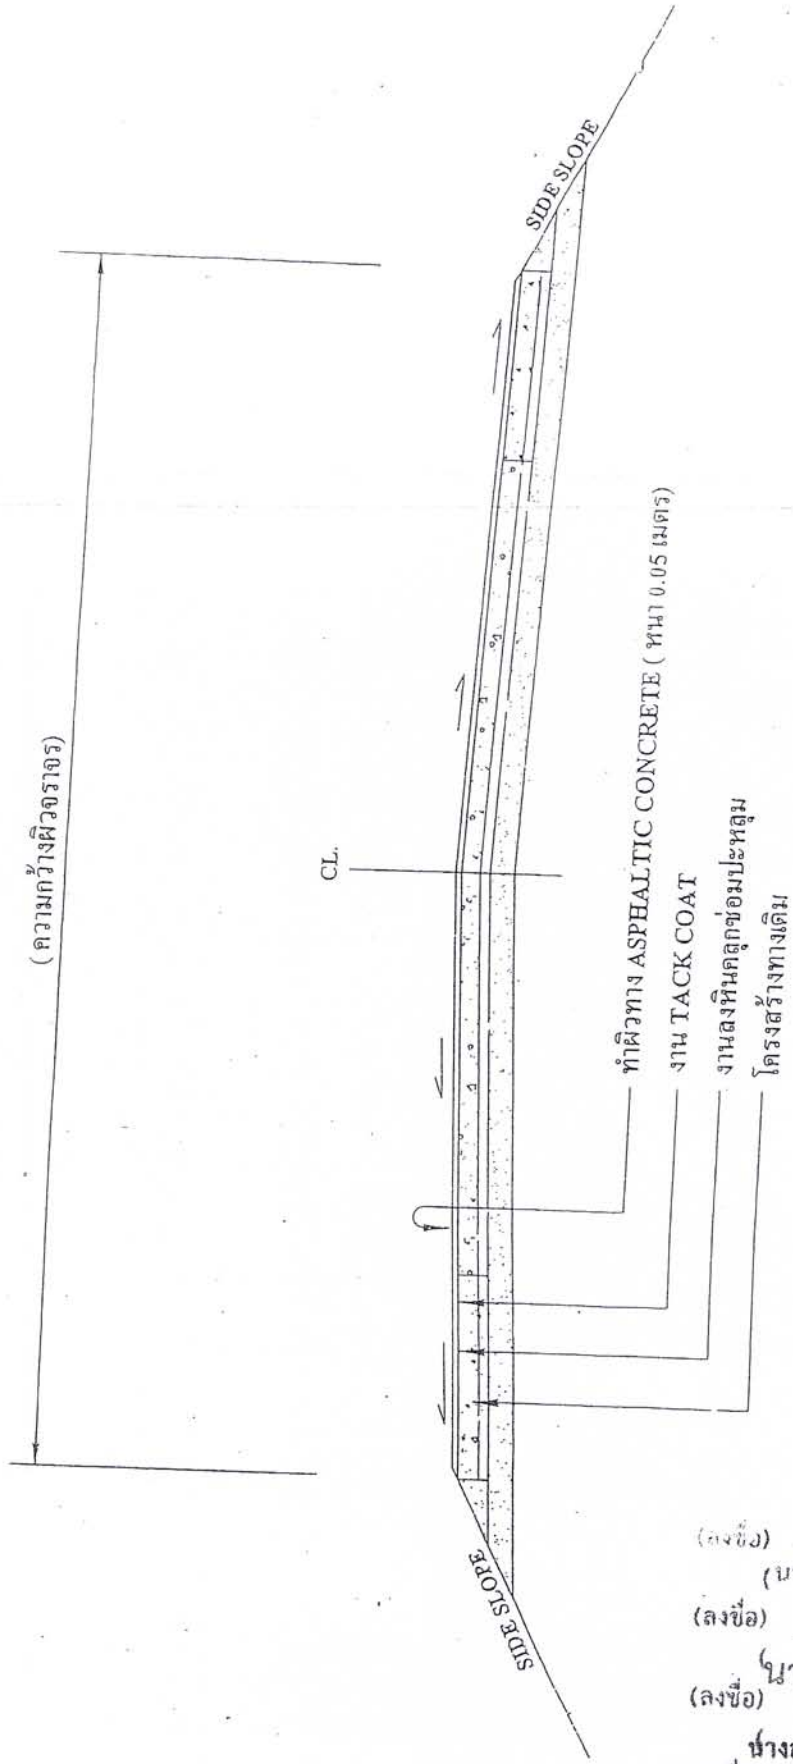 (ความกว้างผิวจราจร)
CL.
SIDE SLOPE
SIDE SLOPE
ทำผิวทาง ASPHALTIC CONCRETE ( หนา 0.05 เมตร)
งาน TACK COAT
งานลงหินคลุกซ่อมปะหลุม
โครงสร้างทางเดิม
(ลงชื่อ)
(ลงชื่อ)
(ลงชื่อ)